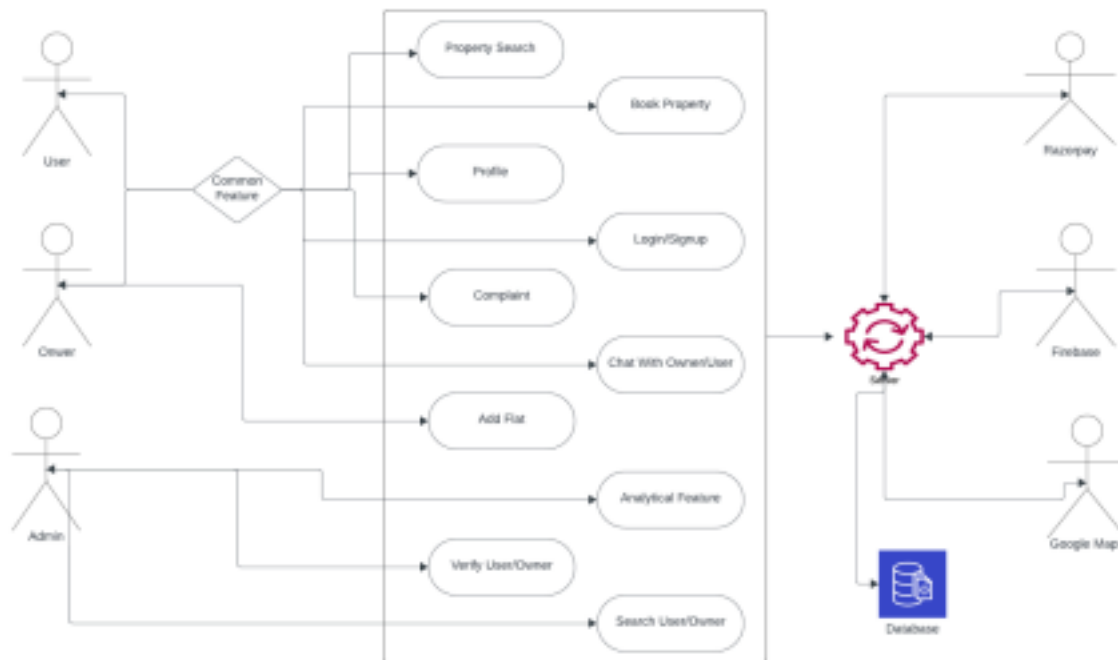 Property Search
Book Property
Razorpay
User
Common
Feature
Profile
Login/Signup
Complaint
Owner
Firebase
Chat With Owner/User
Server
Add Flat
Analytical Feature
Admin
Google Map
Verify User/Owner
Search User/Owner
Database